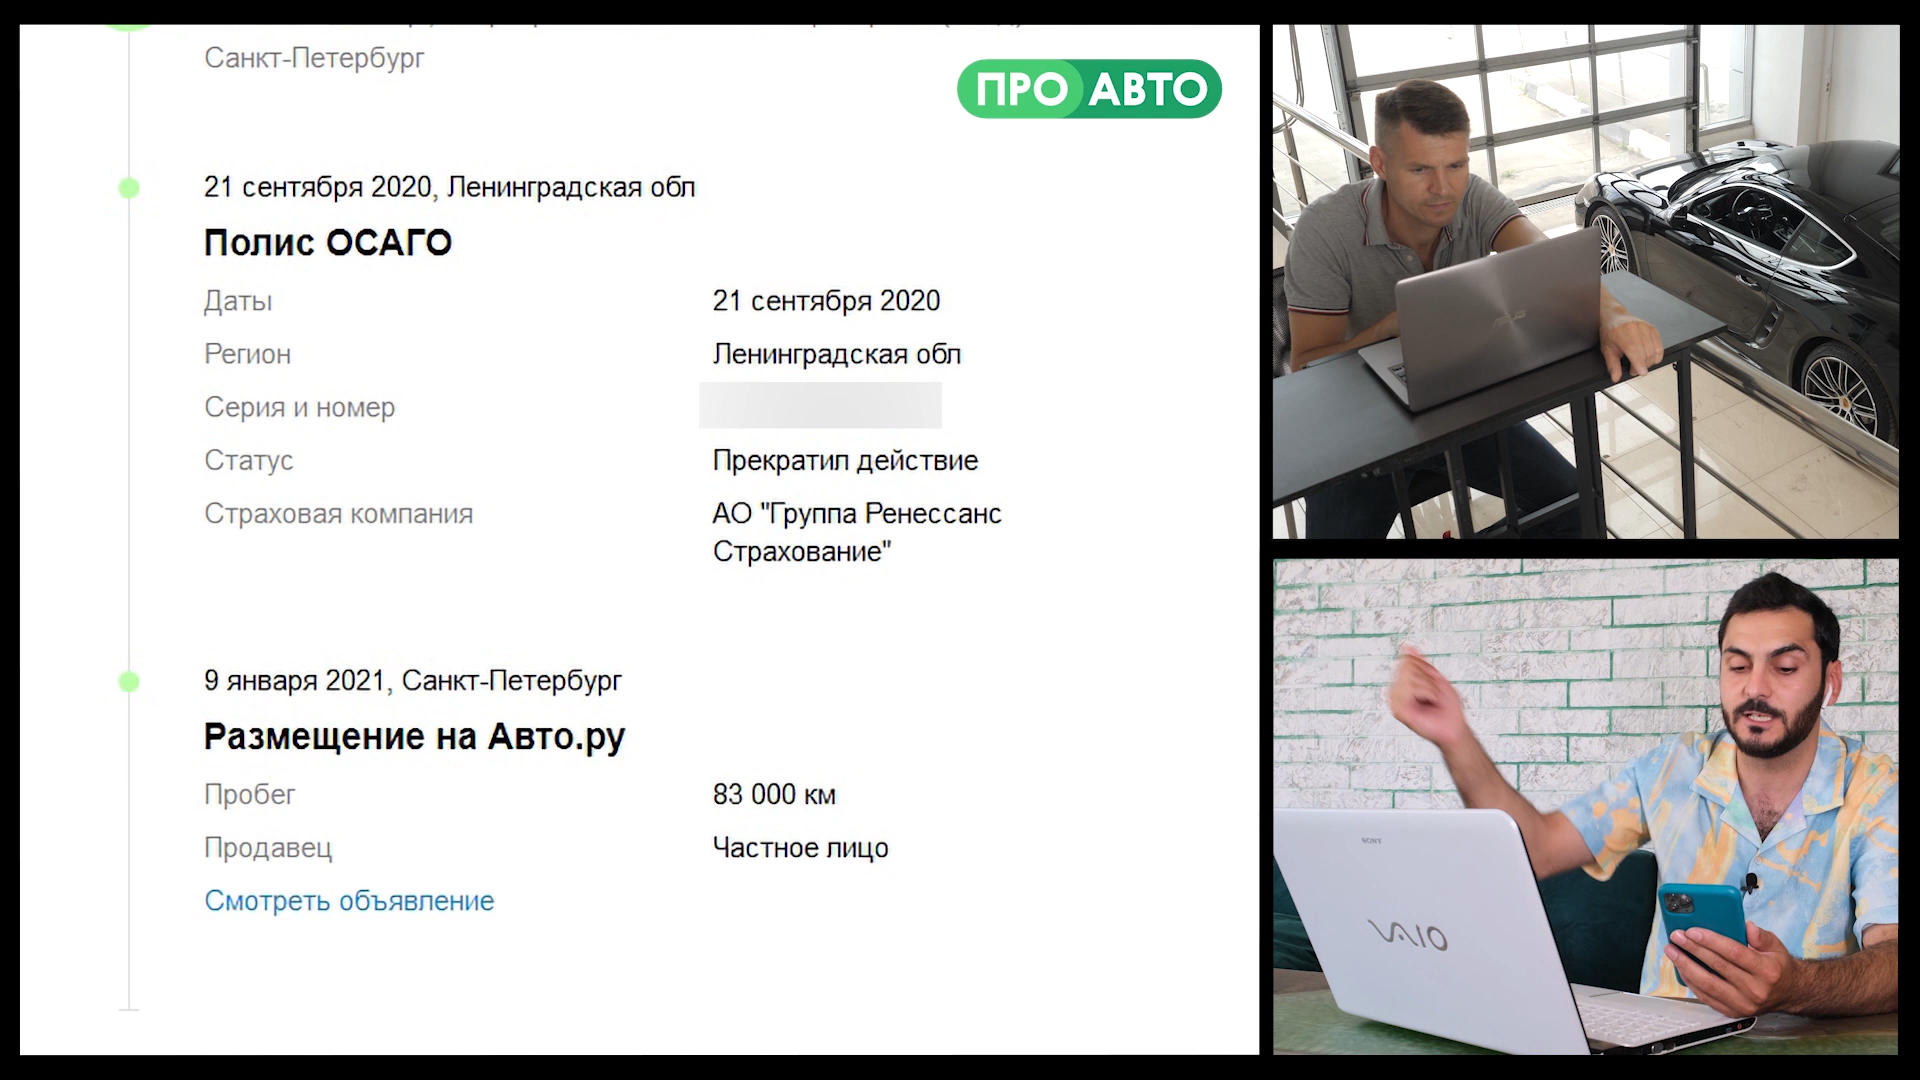 Санкт-Петербург
ПРО АВТО
21 сентября 2020, Ленинградская обл
Полис ОСАГО
Даты 21 сентября 2020
Регион Ленинградская обл
Серия и номер
Статус Прекратил действие
Страховая компания АО "Группа Ренессанс
Страхование"
9 января 2021, Санкт-Петербург
Размещение на Авто.ру
Пробег 83 000 км
Продавец Частное лицо
Смотреть объявление
ASUS
SONY
VAIO